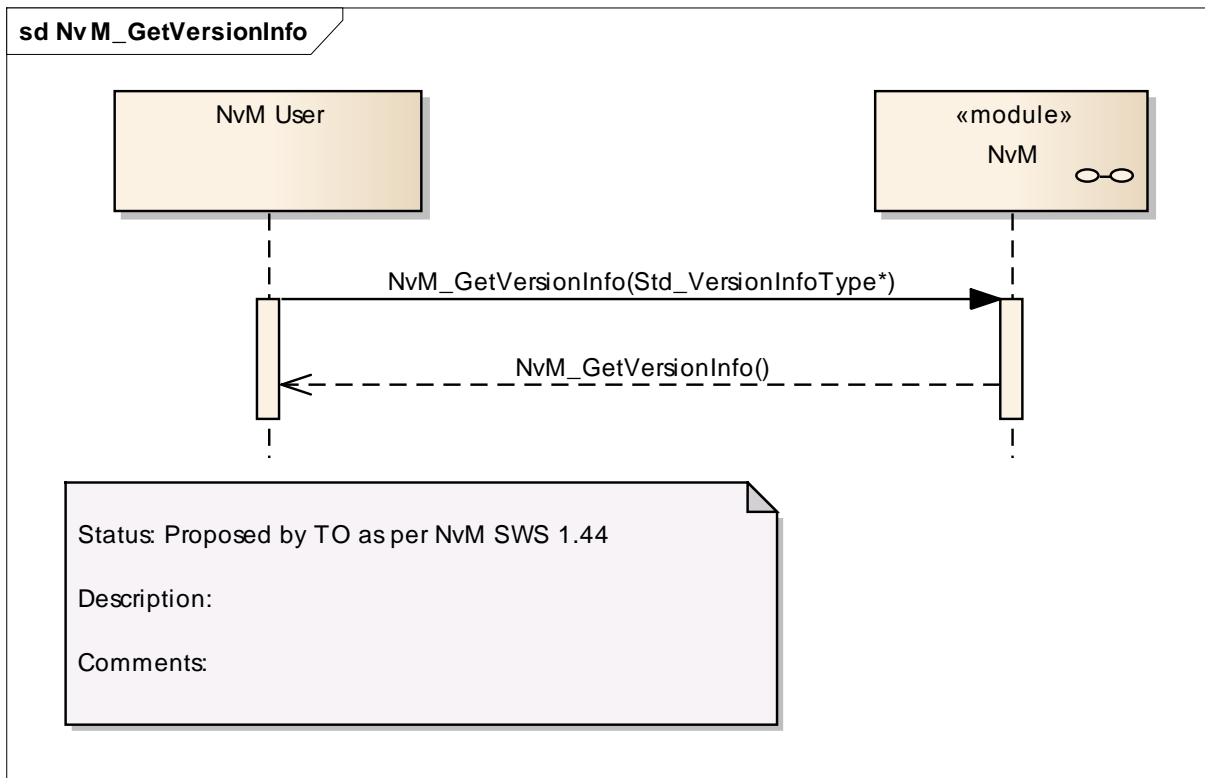 sd NvM_GetVersionInfo
NvM User
«module»
NvM
NvM_GetVersionInfo(Std_VersionInfoType*)
NvM_GetVersionInfo()
Status: Proposed by TO as per NvM SWS 1.44
Description:
Comments: